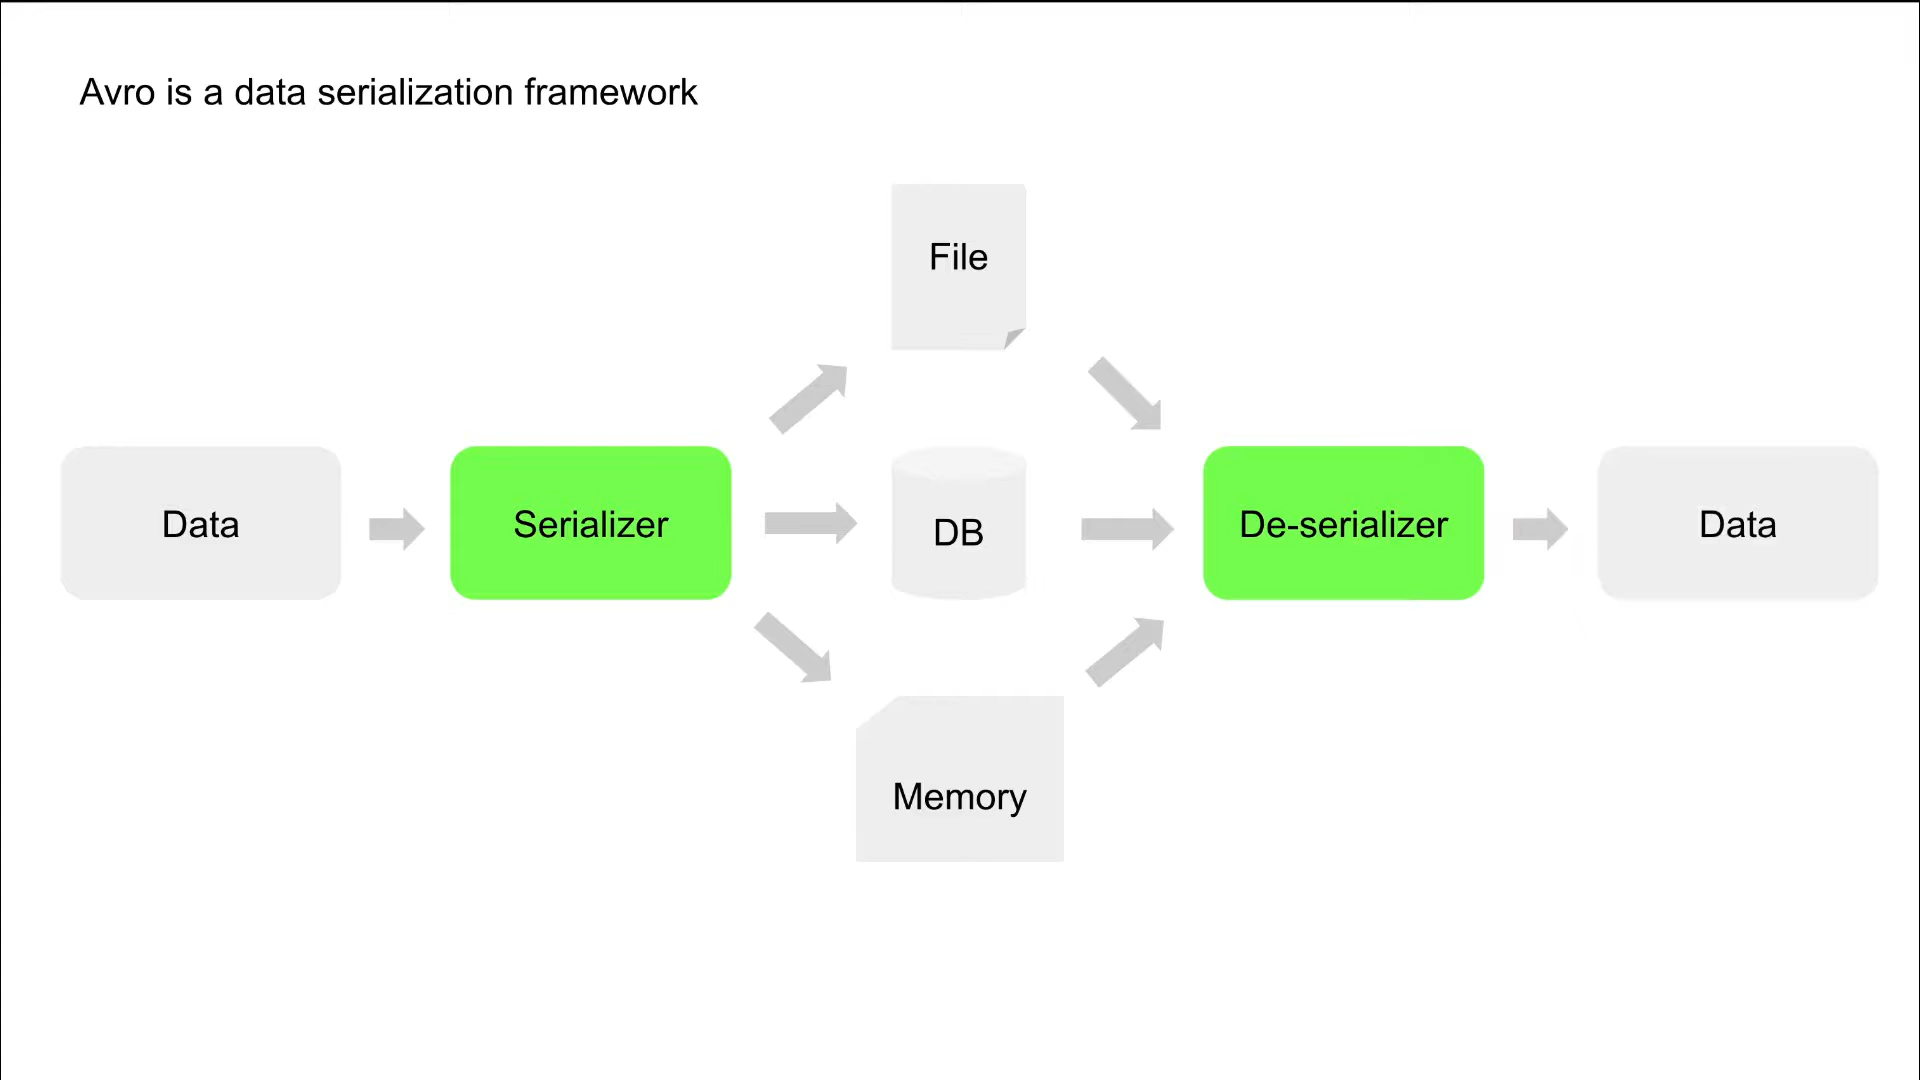 Avro is a data serialization framework
File
Data
Serializer
DB
De-serializer
Data
Memory